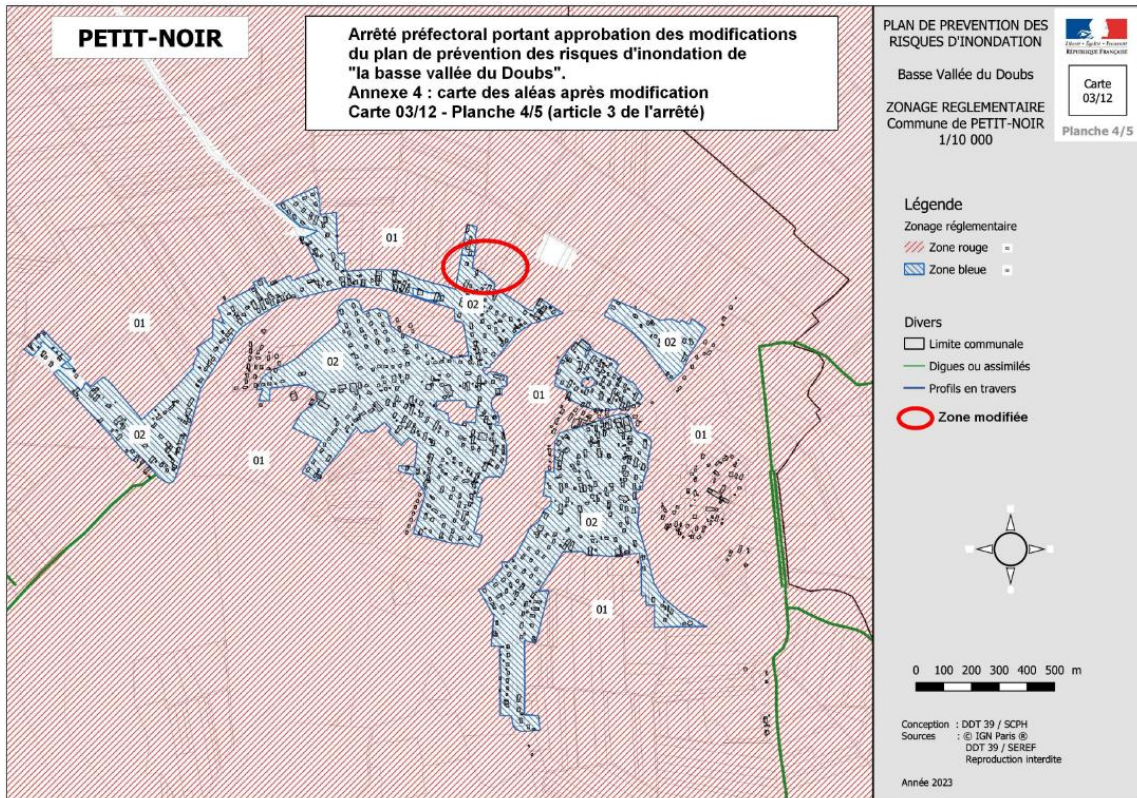 PETIT-NOIR
Arrêté préfectoral portant approbation des modifications
du plan de prévention des risques d'inondation de
"la basse vallée du Doubs".
Annexe 4 : carte des aléas après modification
Carte 03/12 - Planche 4/5 (article 3 de l'arrêté)
01
02
01
02
02
01
01
02
01
02
01
PLAN DE PREVENTION DES
RISQUES D'INONDATION
Basse Vallée du Doubs
ZONAGE REGLEMENTAIRE
Commune de PETIT-NOIR
1/10 000
Liberté • Égalité • Fraternité
RÉPUBLIQUE FRANÇAISE
Carte
03/12
Planche 4/5
Légende
Zonage réglementaire
Zone rouge
Zone bleue
Divers
Limite communale
Digues ou assimilés
Profils en travers
Zone modifiée
0 100 200 300 400 500 m
Conception : DDT 39 / SCPH
Sources : © IGN Paris ®
DDT 39 / SEREF
Reproduction interdite
Année 2023